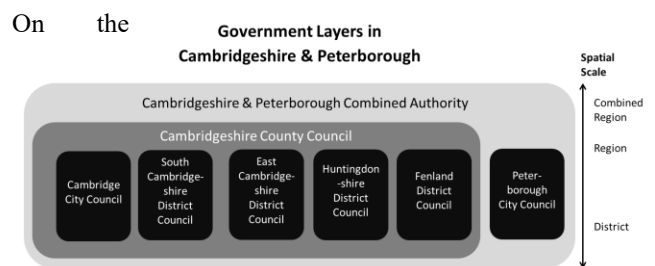 On the
Government Layers in
Cambridgeshire & Peterborough
Spatial
Scale
Cambridgeshire & Peterborough Combined Authority
Combined
Region
Cambridgeshire County Council
Region
Cambridge
City Council
South
Cambridge-
shire
District
Council
East
Cambridge-
shire
District
Council
Huntingdon
-shire
District
Council
Fenland
District
Council
Peter-
borough
City Council
District